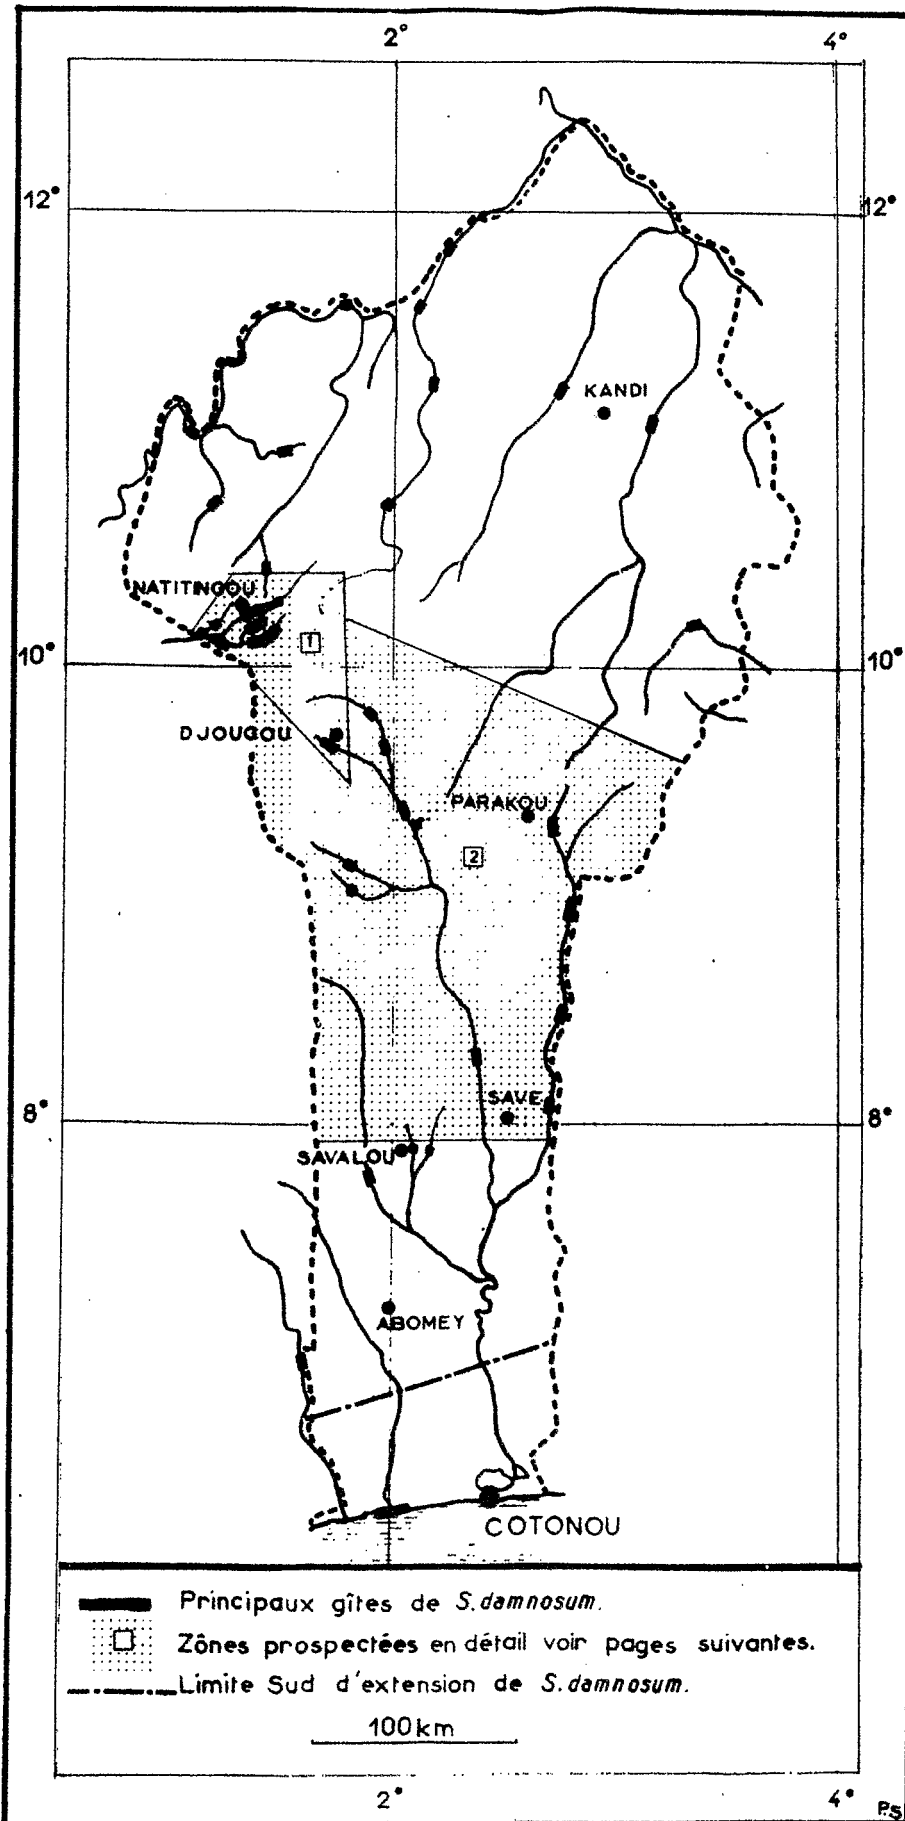 2° 4°
12° 12°
KANDI
NATITINGOU
1
10° 10°
DJOUGOU
PARAKOU
2
SAVE
8° 8°
SAVALOU
ABOMEY
COTONOU
Principaux gîtes de S. damnosum.
Zônes prospectées en détail voir pages suivantes.
Limite Sud d'extension de S. damnosum.
100 km
2° 4°
P.S